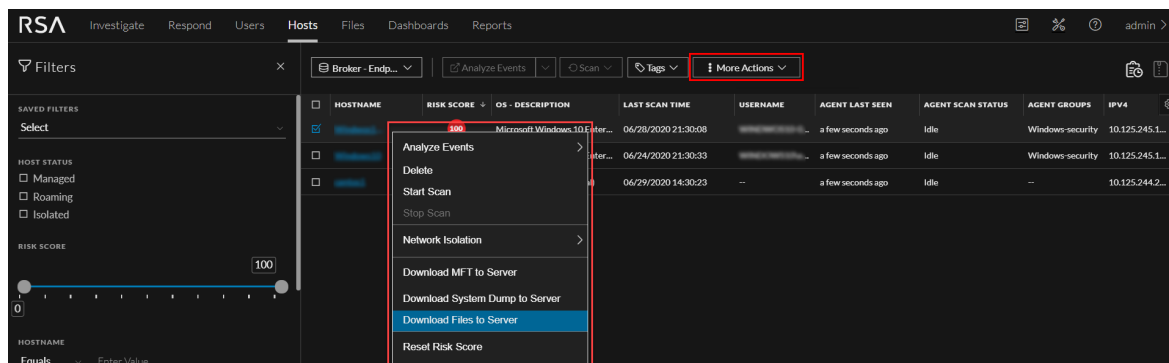 RSA Investigate Respond Users Hosts Files Dashboards Reports admin
Filters
Broker - Endp... Analyze Events Scan Tags More Actions
SAVED FILTERS
Select
HOST STATUS
Managed
Roaming
Isolated
RISK SCORE
100
0
HOSTNAME
Equals Enter Value
HOSTNAME RISK SCORE OS - DESCRIPTION LAST SCAN TIME USERNAME AGENT LAST SEEN AGENT SCAN STATUS AGENT GROUPS IPV4
100 Microsoft Windows 10 Enter... 06/28/2020 21:30:08 a few seconds ago Idle Windows-security 10.125.245.1...
Enter... 06/24/2020 21:30:33 a few seconds ago Idle Windows-security 10.125.245.1...
06/29/2020 14:30:23 -- a few seconds ago Idle -- 10.125.244.2...
Analyze Events
Delete
Start Scan
Stop Scan
Network Isolation
Download MFT to Server
Download System Dump to Server
Download Files to Server
Reset Risk Score